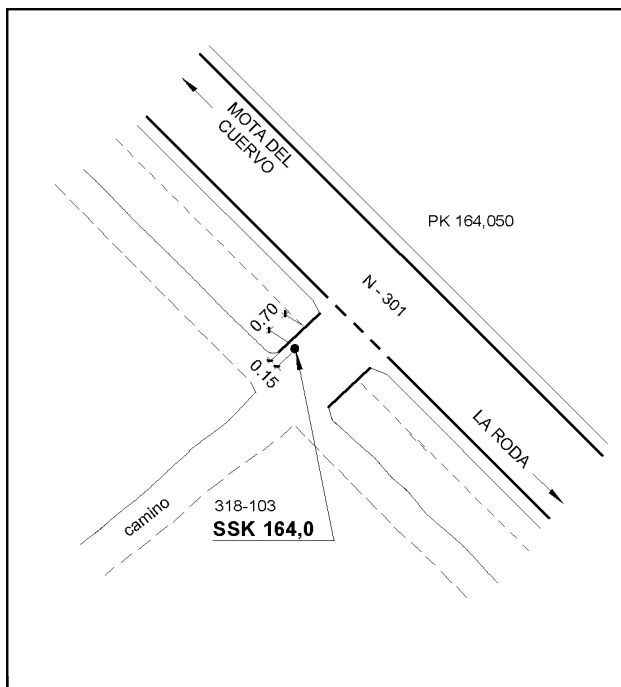 MOTA DEL
CUERVO
PK 164,050
N - 301
0.70
0.15
LA RODA
camino
318-103
SSK 164,0